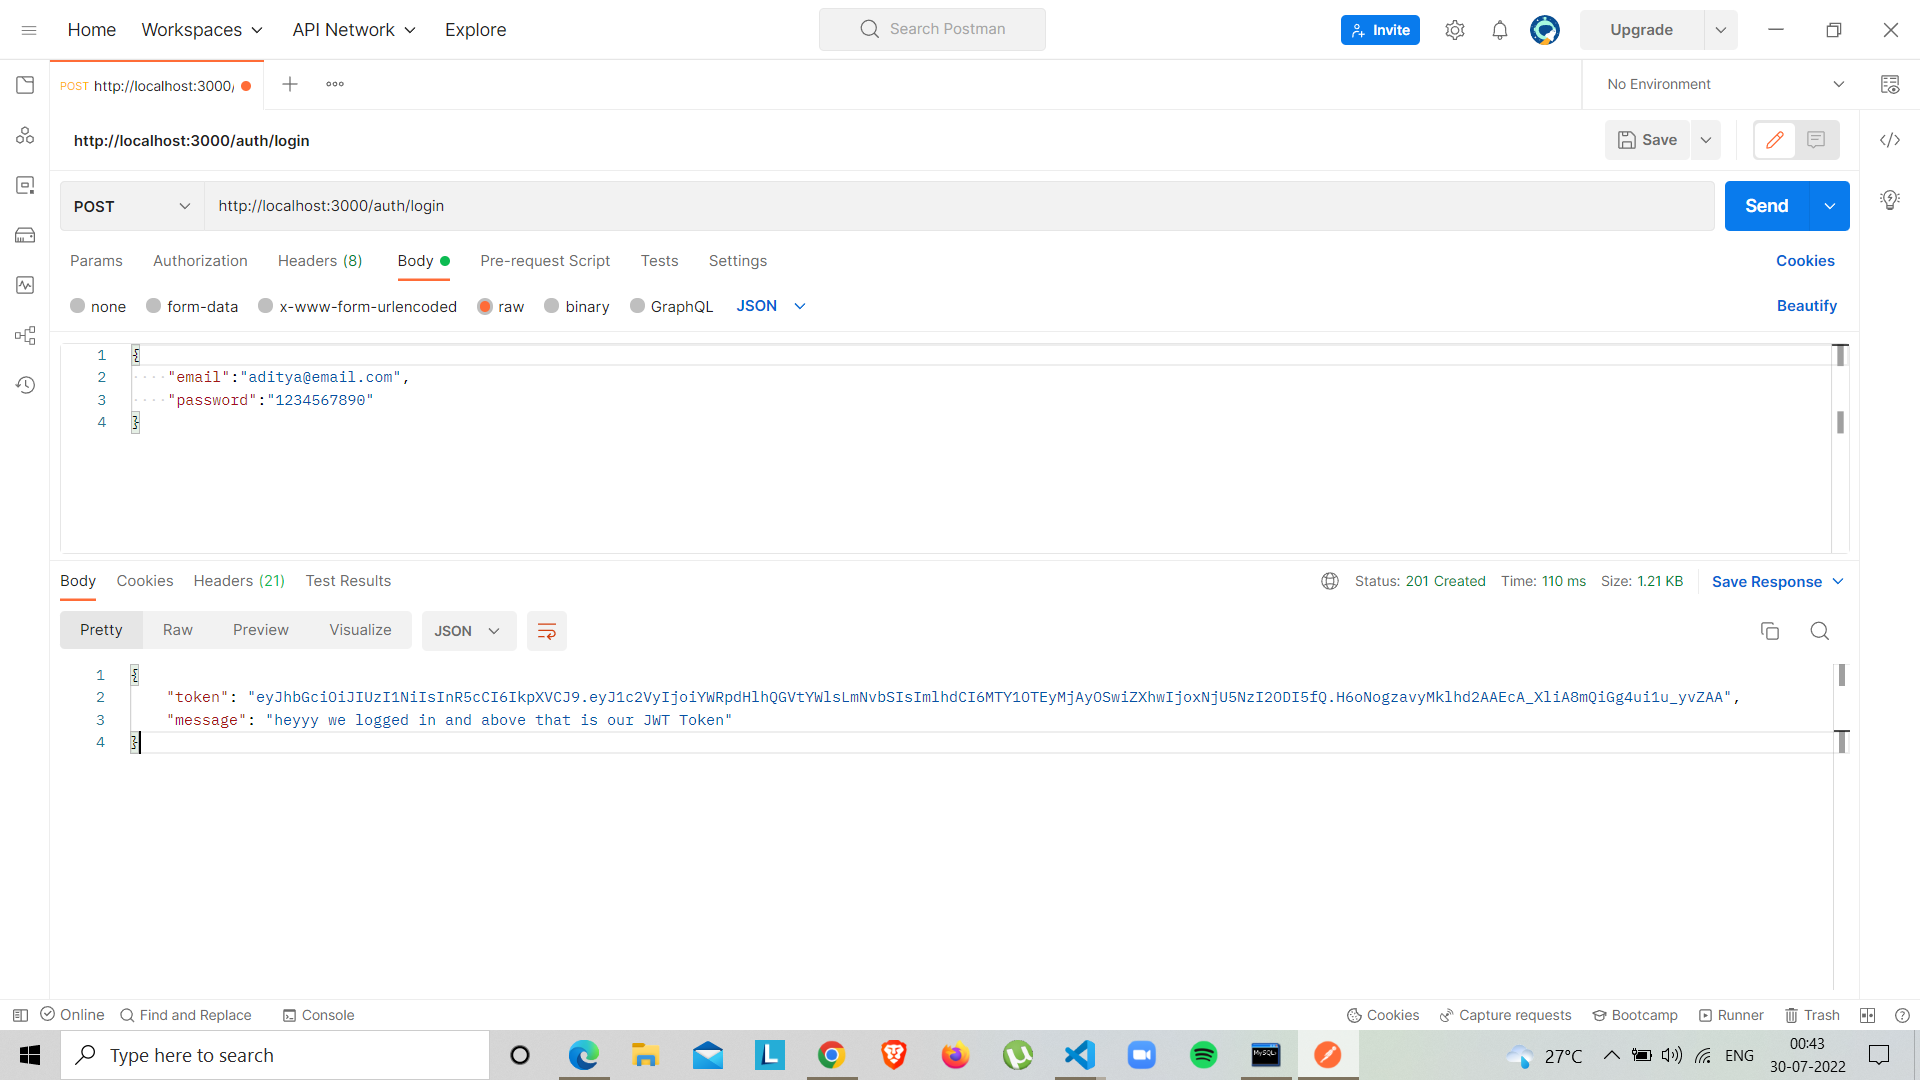 Home Workspaces API Network Explore Search Postman Invite Upgrade
POST http://localhost:3000/ No Environment
http://localhost:3000/auth/login Save
POST http://localhost:3000/auth/login Send
Params Authorization Headers (8) Body Pre-request Script Tests Settings Cookies
none form-data x-www-form-urlencoded raw binary GraphQL JSON Beautify
1 {
2 "email":"aditya@email.com",
3 "password":"1234567890"
4 }
Body Cookies Headers (21) Test Results Status: 201 Created Time: 110 ms Size: 1.21 KB Save Response
Pretty Raw Preview Visualize JSON
1 {
2 "token": "eyJhbGciOiJIUzI1NiIsInR5cCI6IkpXVCJ9.eyJ1c2VyIjoiYWRpdHlhQGVtYWlsLmNvbSIsImlhdCI6MTY1OTEyMjAyOSwiZXhwIjoxNjU5NzI2ODI5fQ.H6oNogzavyMklhd2AAEcA_XliA8mQiGg4ui1u_yvZAA",
3 "message": "heyyy we logged in and above that is our JWT Token"
4 }
Online Find and Replace Console Cookies Capture requests Bootcamp Runner Trash
Type here to search L MySQL 27°C ENG 00:43
30-07-2022